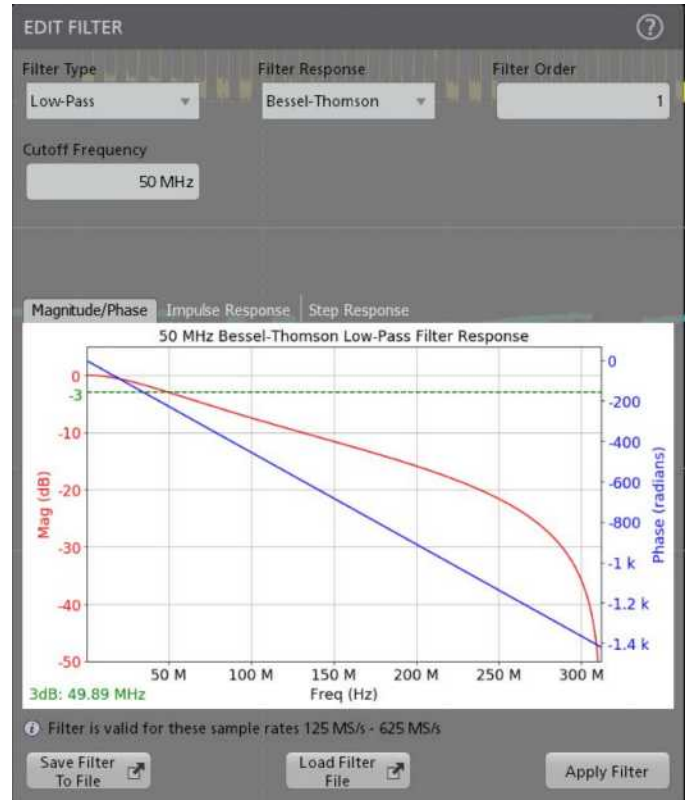 EDIT FILTER
?
Filter Type
Filter Response
Filter Order
Low-Pass
Bessel-Thomson
1
Cutoff Frequency
50 MHz
Magnitude/Phase
Impulse Response
Step Response
50 MHz Bessel-Thomson Low-Pass Filter Response
0
-3
-10
-20
-30
-40
-50
Mag (dB)
0
-200
-400
-600
-800
-1 k
-1.2 k
-1.4 k
Phase (radians)
50 M
100 M
150 M
200 M
250 M
300 M
3dB: 49.89 MHz
Freq (Hz)
i Filter is valid for these sample rates 125 MS/s - 625 MS/s
Save Filter
To File
Load Filter
File
Apply Filter